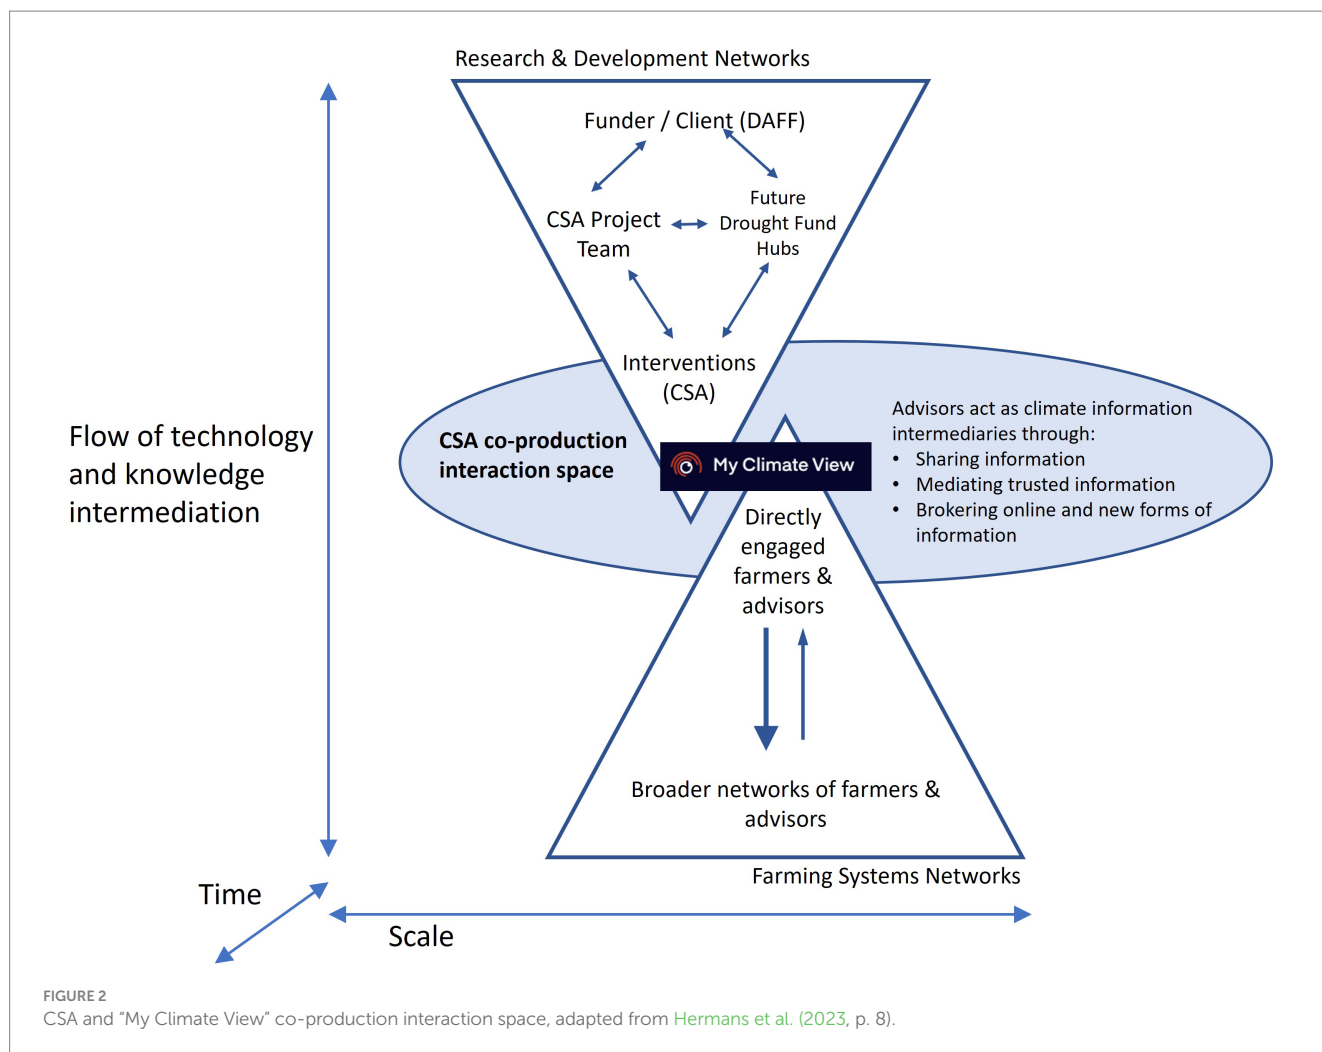 Research & Development Networks
Funder / Client (DAFF)
CSA Project
Team
Future
Drought Fund
Hubs
Interventions
(CSA)
Flow of technology
and knowledge
intermediation
CSA co-production
interaction space
My Climate View
Advisors act as climate information
intermediaries through:
• Sharing information
• Mediating trusted information
• Brokering online and new forms of
information
Directly
engaged
farmers &
advisors
Broader networks of farmers &
advisors
Farming Systems Networks
Time
Scale
FIGURE 2
CSA and “My Climate View” co-production interaction space, adapted from Hermans et al. (2023, p. 8).